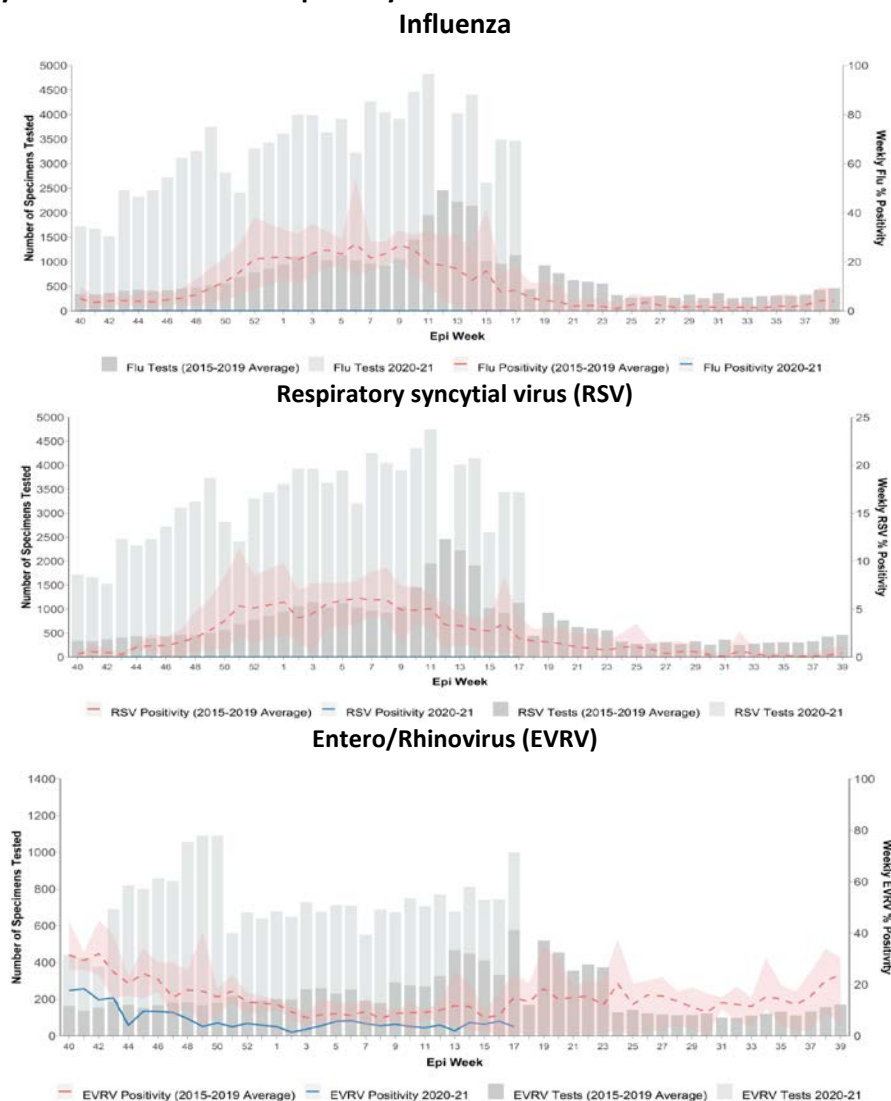 Influenza
5000
4500
4000
3500
3000
2500
2000
1500
1000
500
0
Number of Specimens Tested
100
80
60
40
20
0
Weekly Flu % Positivity
40 42 44 46 48 50 52 1 3 5 7 9 11 13 15 17 19 21 23 25 27 29 31 33 35 37 39
Epi Week
Flu Tests (2015-2019 Average) Flu Tests 2020-21 Flu Positivity (2015-2019 Average) Flu Positivity 2020-21
Respiratory syncytial virus (RSV)
5000
4500
4000
3500
3000
2500
2000
1500
1000
500
0
Number of Specimens Tested
25
20
15
10
5
0
Weekly RSV % Positivity
40 42 44 46 48 50 52 1 3 5 7 9 11 13 15 17 19 21 23 25 27 29 31 33 35 37 39
Epi Week
RSV Positivity (2015-2019 Average) RSV Positivity 2020-21 RSV Tests (2015-2019 Average) RSV Tests 2020-21
Entero/Rhinovirus (EVRV)
1400
1200
1000
800
600
400
200
0
Number of Specimens Tested
100
80
60
40
20
0
Weekly EVRV % Positivity
40 42 44 46 48 50 52 1 3 5 7 9 11 13 15 17 19 21 23 25 27 29 31 33 35 37 39
Epi Week
EVRV Positivity (2015-2019 Average) EVRV Positivity 2020-21 EVRV Tests (2015-2019 Average) EVRV Tests 2020-21